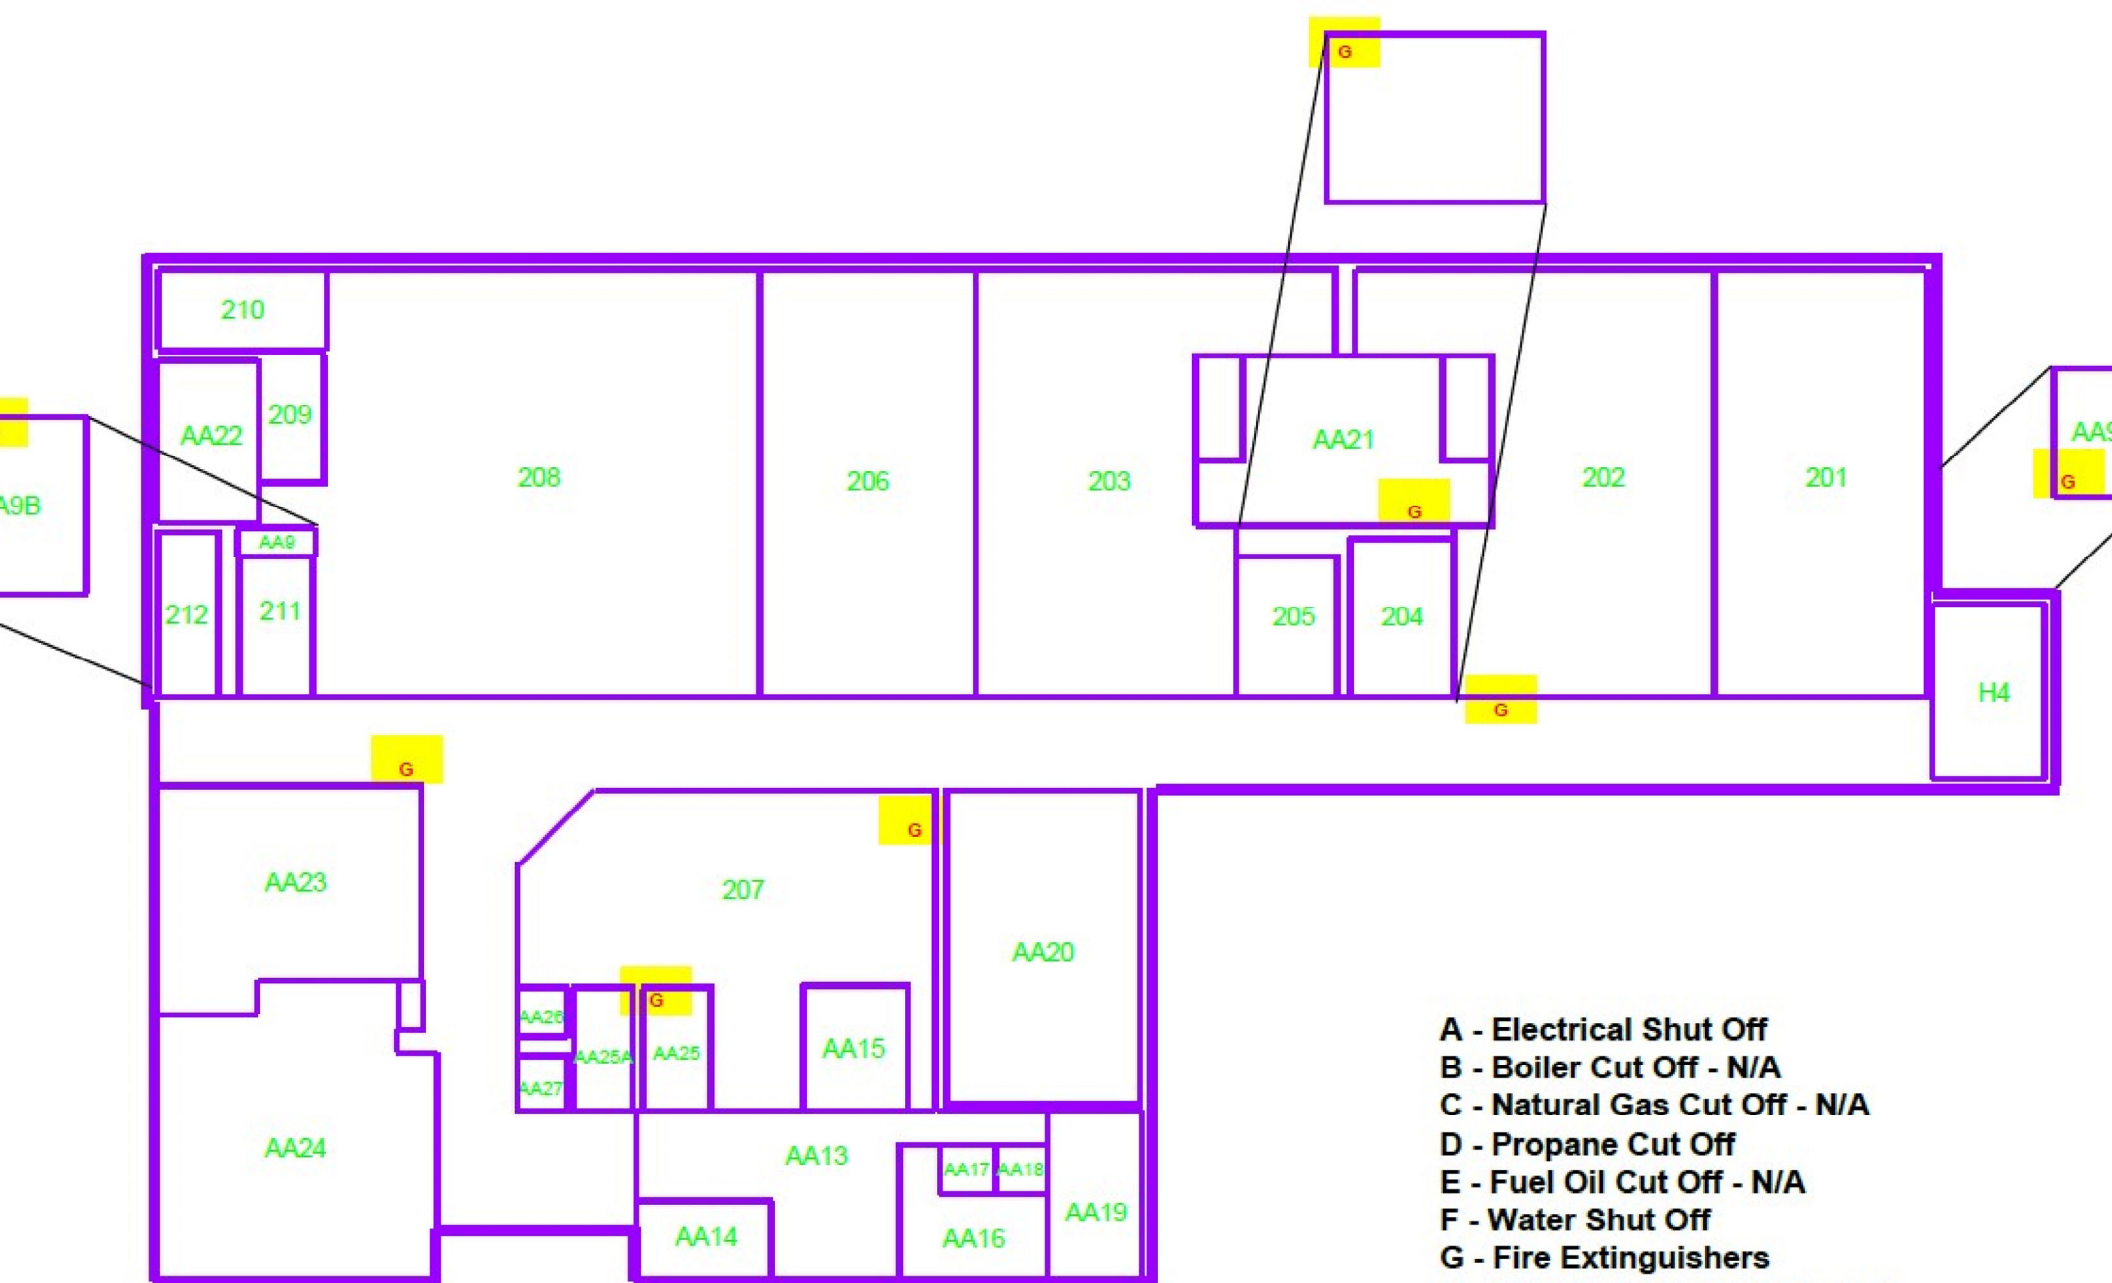 G
210
AA22
209
AA21
AA9
G
A9B
208
206
203
202
201
G
AA9
212
211
205
204
H4
G
G
G
AA23
207
AA20
G
AA26
AA25A
AA25
AA15
AA27
AA24
AA13
AA17
AA18
AA14
AA16
AA19
A - Electrical Shut Off
B - Boiler Cut Off - N/A
C - Natural Gas Cut Off - N/A
D - Propane Cut Off
E - Fuel Oil Cut Off - N/A
F - Water Shut Off
G - Fire Extinguishers